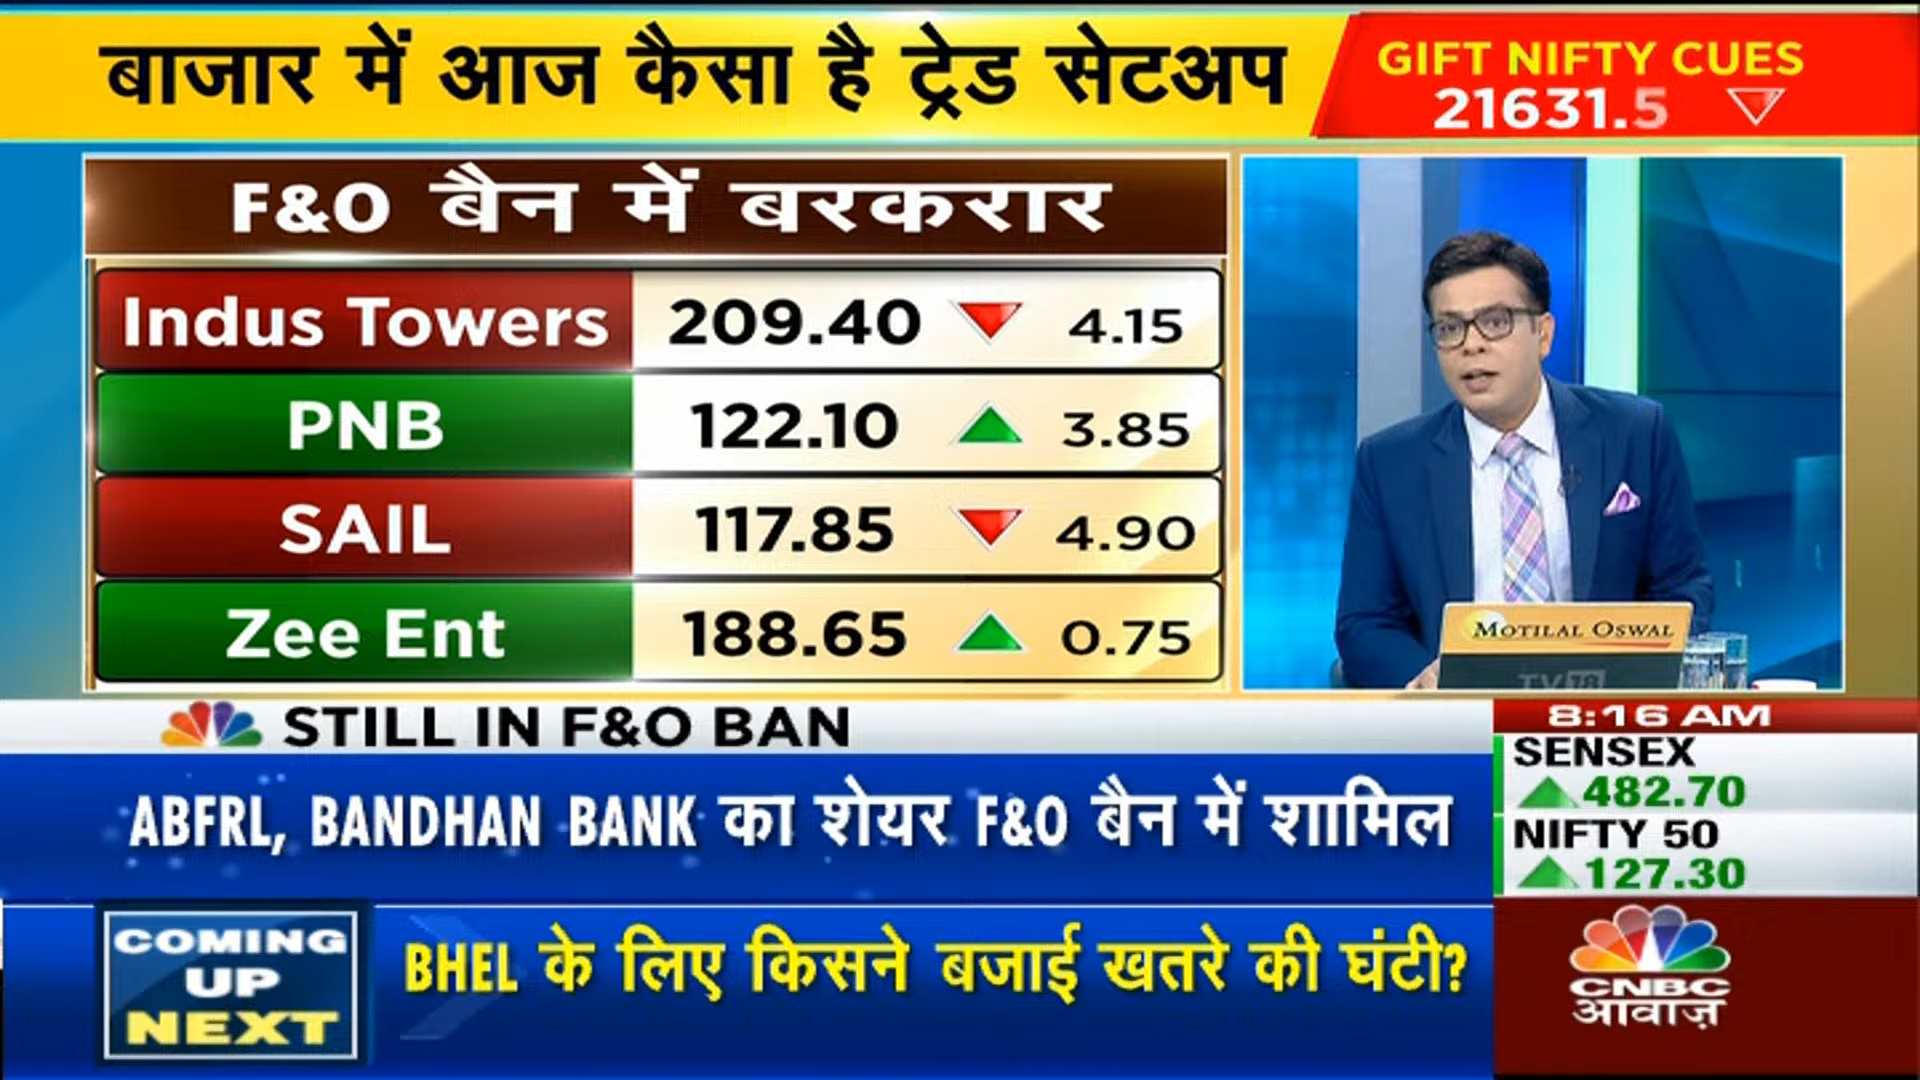 बाजार में आज कैसा है ट्रेड सेटअप
GIFT NIFTY CUES
21631.5
F&O बैन में बरकरार
Indus Towers 209.40 4.15
PNB 122.10 3.85
SAIL 117.85 4.90
Zee Ent 188.65 0.75
MOTILAL OSWAL
TV18
STILL IN F&O BAN
ABFRL, BANDHAN BANK का शेयर F&O बैन में शामिल
8:16 AM
SENSEX
482.70
NIFTY 50
127.30
COMING
UP
NEXT
BHEL के लिए किसने बजाई खतरे की घंटी?
CNBC
आवाज़